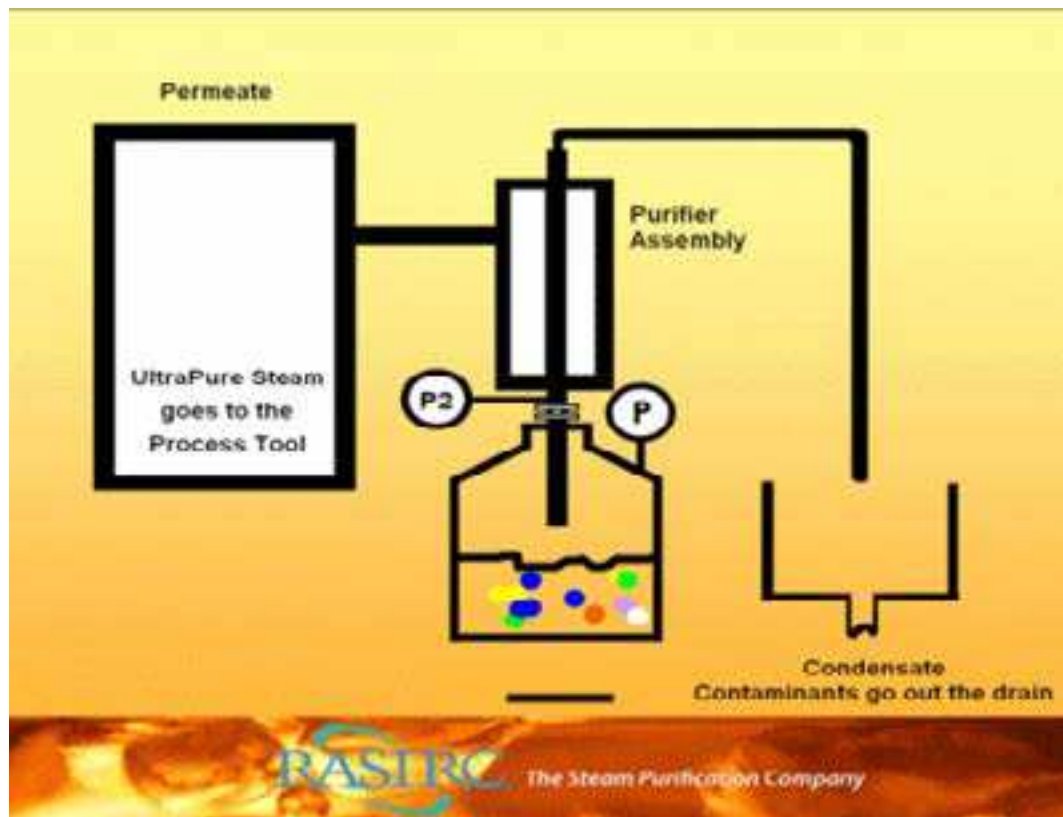 Permeate
Purifier
Assembly
UltraPure Steam
goes to the
Process Tool
P2
P
Condensate
Contaminants go out the drain
RASIRC
The Steam Purification Company